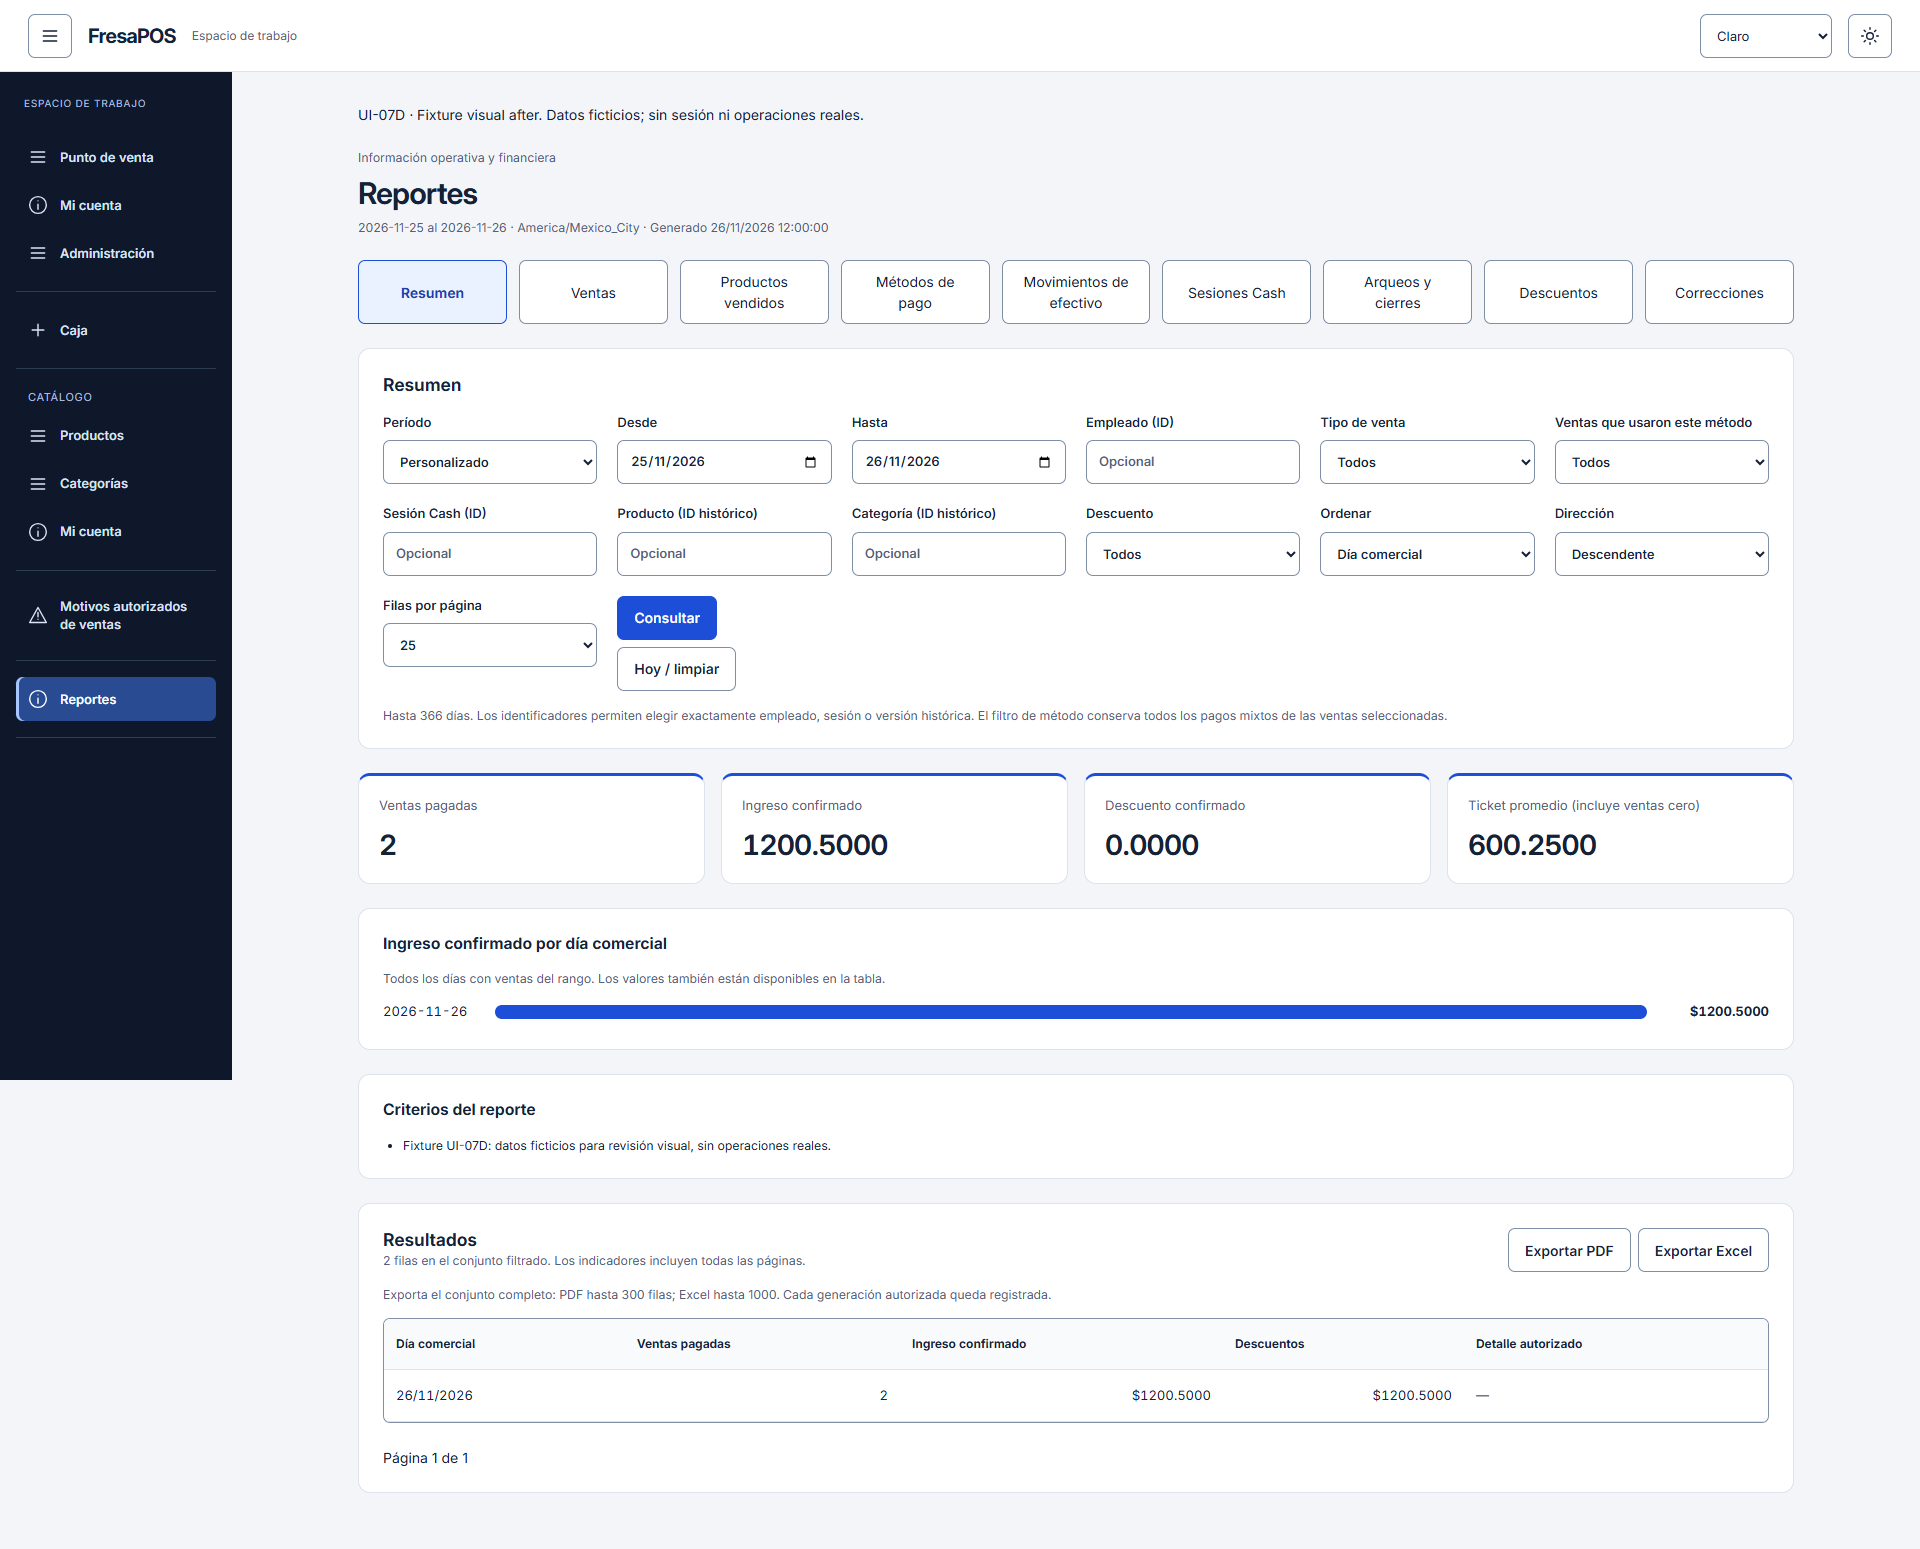 FresaPOS
Espacio de trabajo
Claro
ESPACIO DE TRABAJO
Punto de venta
Mi cuenta
Administración
Caja
CATÁLOGO
Productos
Categorías
Mi cuenta
Motivos autorizados
de ventas
Reportes
UI-07D · Fixture visual after. Datos ficticios; sin sesión ni operaciones reales.
Información operativa y financiera
Reportes
2026-11-25 al 2026-11-26 · America/Mexico_City · Generado 26/11/2026 12:00:00
Resumen
Ventas
Productos
vendidos
Métodos de
pago
Movimientos de
efectivo
Sesiones Cash
Arqueos y
cierres
Descuentos
Correcciones
Resumen
Período
Desde
Hasta
Empleado (ID)
Tipo de venta
Ventas que usaron este método
Personalizado
25/11/2026
26/11/2026
Opcional
Todos
Todos
Sesión Cash (ID)
Producto (ID histórico)
Categoría (ID histórico)
Descuento
Ordenar
Dirección
Opcional
Opcional
Opcional
Todos
Día comercial
Descendente
Filas por página
25
Consultar
Hoy / limpiar
Hasta 366 días. Los identificadores permiten elegir exactamente empleado, sesión o versión histórica. El filtro de método conserva todos los pagos mixtos de las ventas seleccionadas.
Ventas pagadas
2
Ingreso confirmado
1200.5000
Descuento confirmado
0.0000
Ticket promedio (incluye ventas cero)
600.2500
Ingreso confirmado por día comercial
Todos los días con ventas del rango. Los valores también están disponibles en la tabla.
2026-11-26
$1200.5000
Criterios del reporte
• Fixture UI-07D: datos ficticios para revisión visual, sin operaciones reales.
Resultados
2 filas en el conjunto filtrado. Los indicadores incluyen todas las páginas.
Exportar PDF
Exportar Excel
Exporta el conjunto completo: PDF hasta 300 filas; Excel hasta 1000. Cada generación autorizada queda registrada.
Día comercial
Ventas pagadas
Ingreso confirmado
Descuentos
Detalle autorizado
26/11/2026
2
$1200.5000
$1200.5000
—
Página 1 de 1